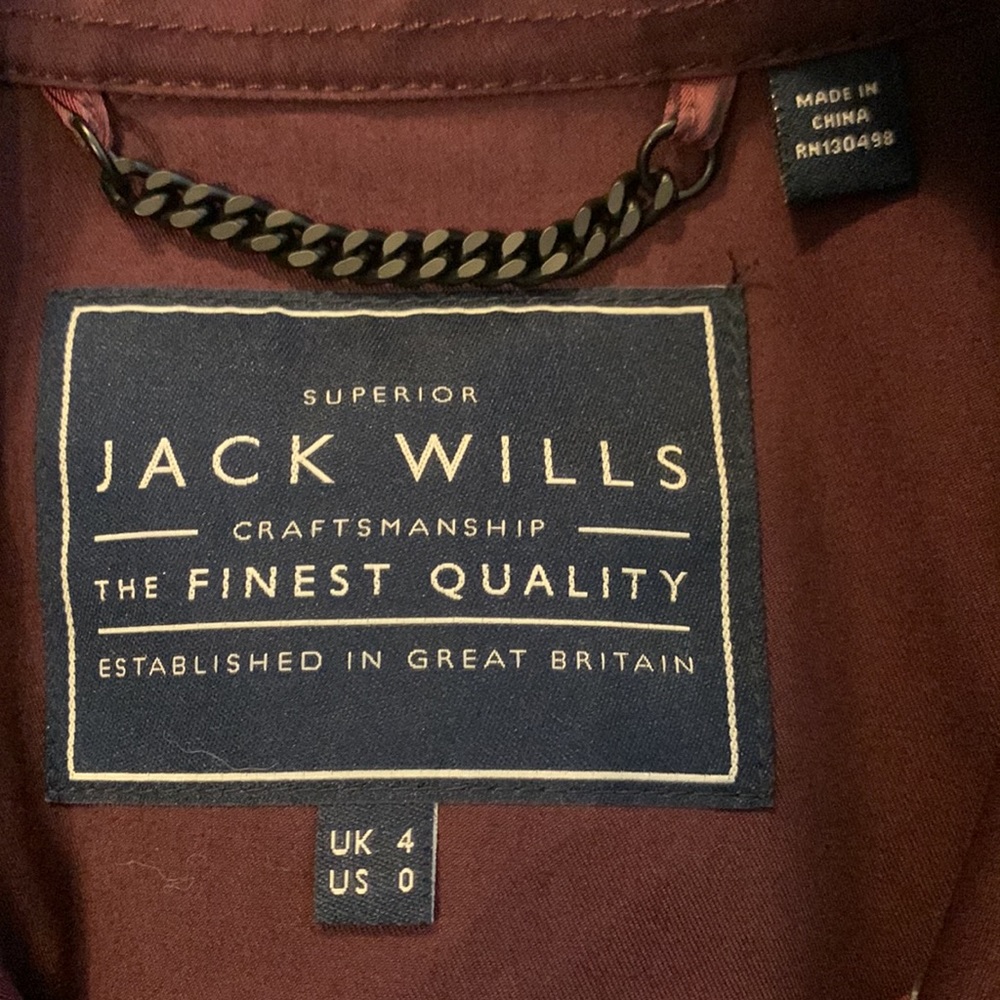 MADE IN
CHINA
RN130498
SUPERIOR
JACK WILLS
CRAFTSMANSHIP
THE FINEST QUALITY
ESTABLISHED IN GREAT BRITAIN
UK 4
US 0